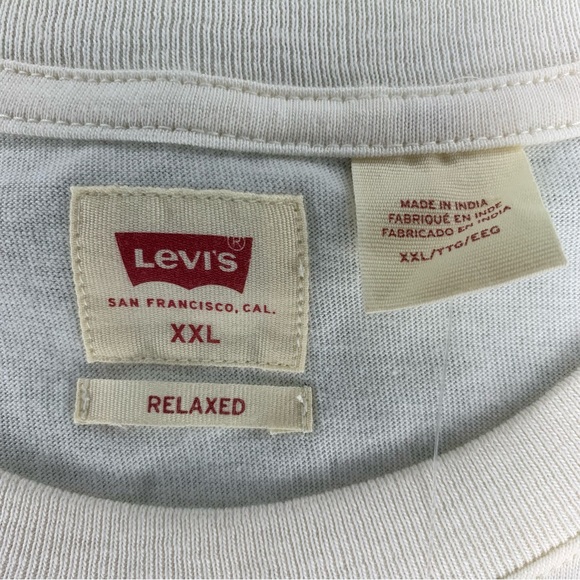 Levi's®
SAN FRANCISCO, CAL.
XXL
RELAXED
MADE IN INDIA
FABRIQUÉ EN INDE
FABRICADO EN INDIA
XXL/TTG/EEG